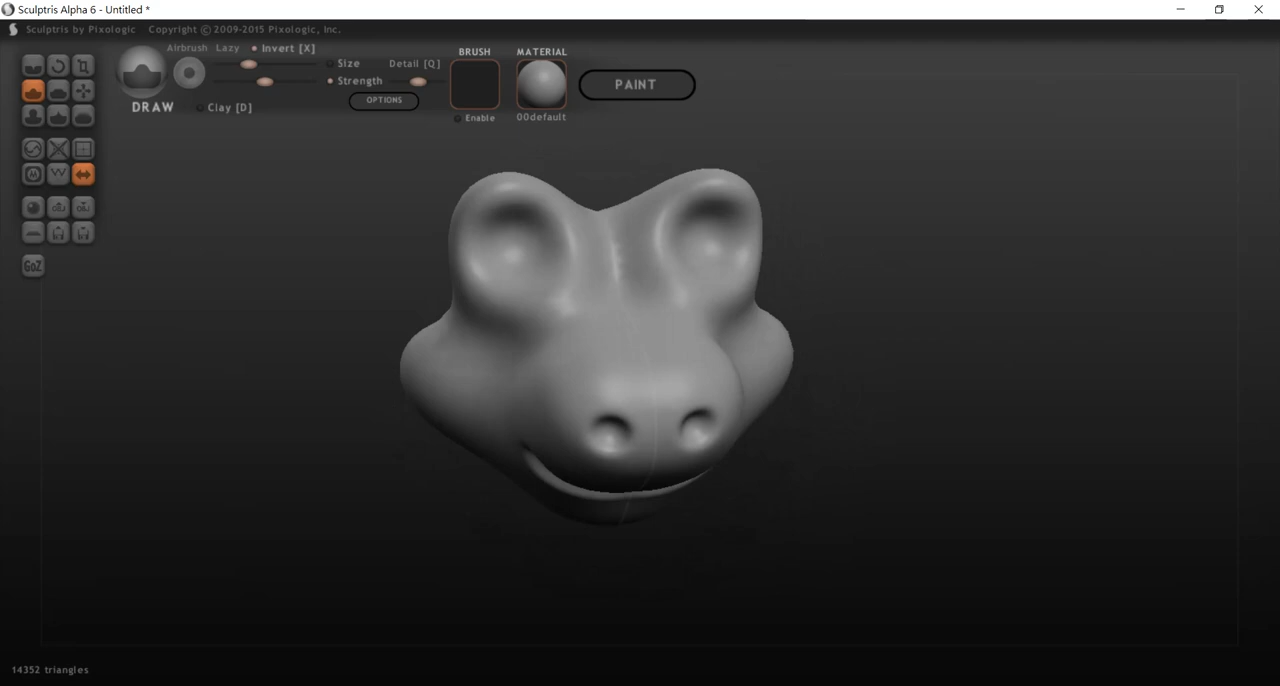 Sculptris Alpha 6 - Untitled *
Sculptris by Pixologic Copyright © 2009-2015 Pixologic, Inc.
Airbrush Lazy Invert [X]
BRUSH
MATERIAL
Size
Detail [Q]
Strength
PAINT
OPTIONS
DRAW
Clay [D]
Enable
00default
GoZ
14352 triangles